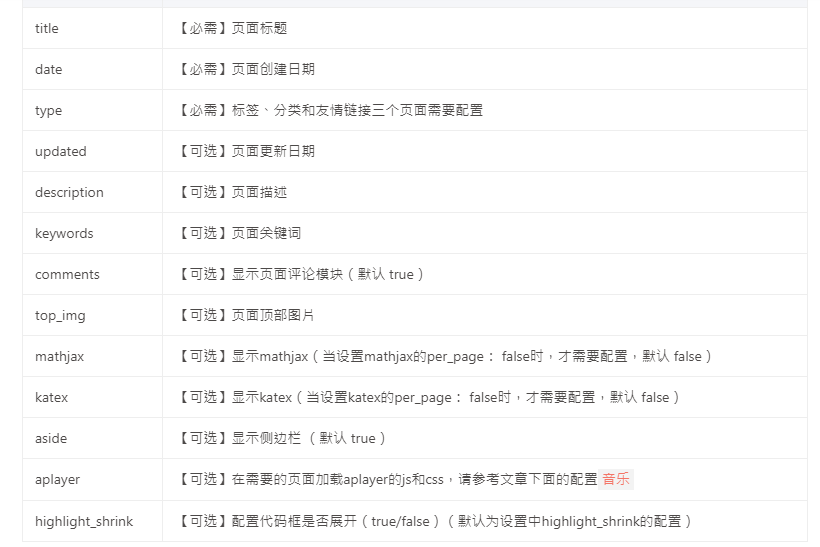 title 【必需】页面标题
date 【必需】页面创建日期
type 【必需】标签、分类和友情链接三个页面需要配置
updated 【可选】页面更新日期
description 【可选】页面描述
keywords 【可选】页面关键词
comments 【可选】显示页面评论模块（默认 true）
top_img 【可选】页面顶部图片
mathjax 【可选】显示mathjax（当设置mathjax的per_page： false时，才需要配置，默认 false）
katex 【可选】显示katex（当设置katex的per_page： false时，才需要配置，默认 false）
aside 【可选】显示侧边栏 （默认 true）
aplayer 【可选】在需要的页面加载aplayer的js和css，请参考文章下面的配置 音乐
highlight_shrink 【可选】配置代码框是否展开（true/false）（默认为设置中highlight_shrink的配置）